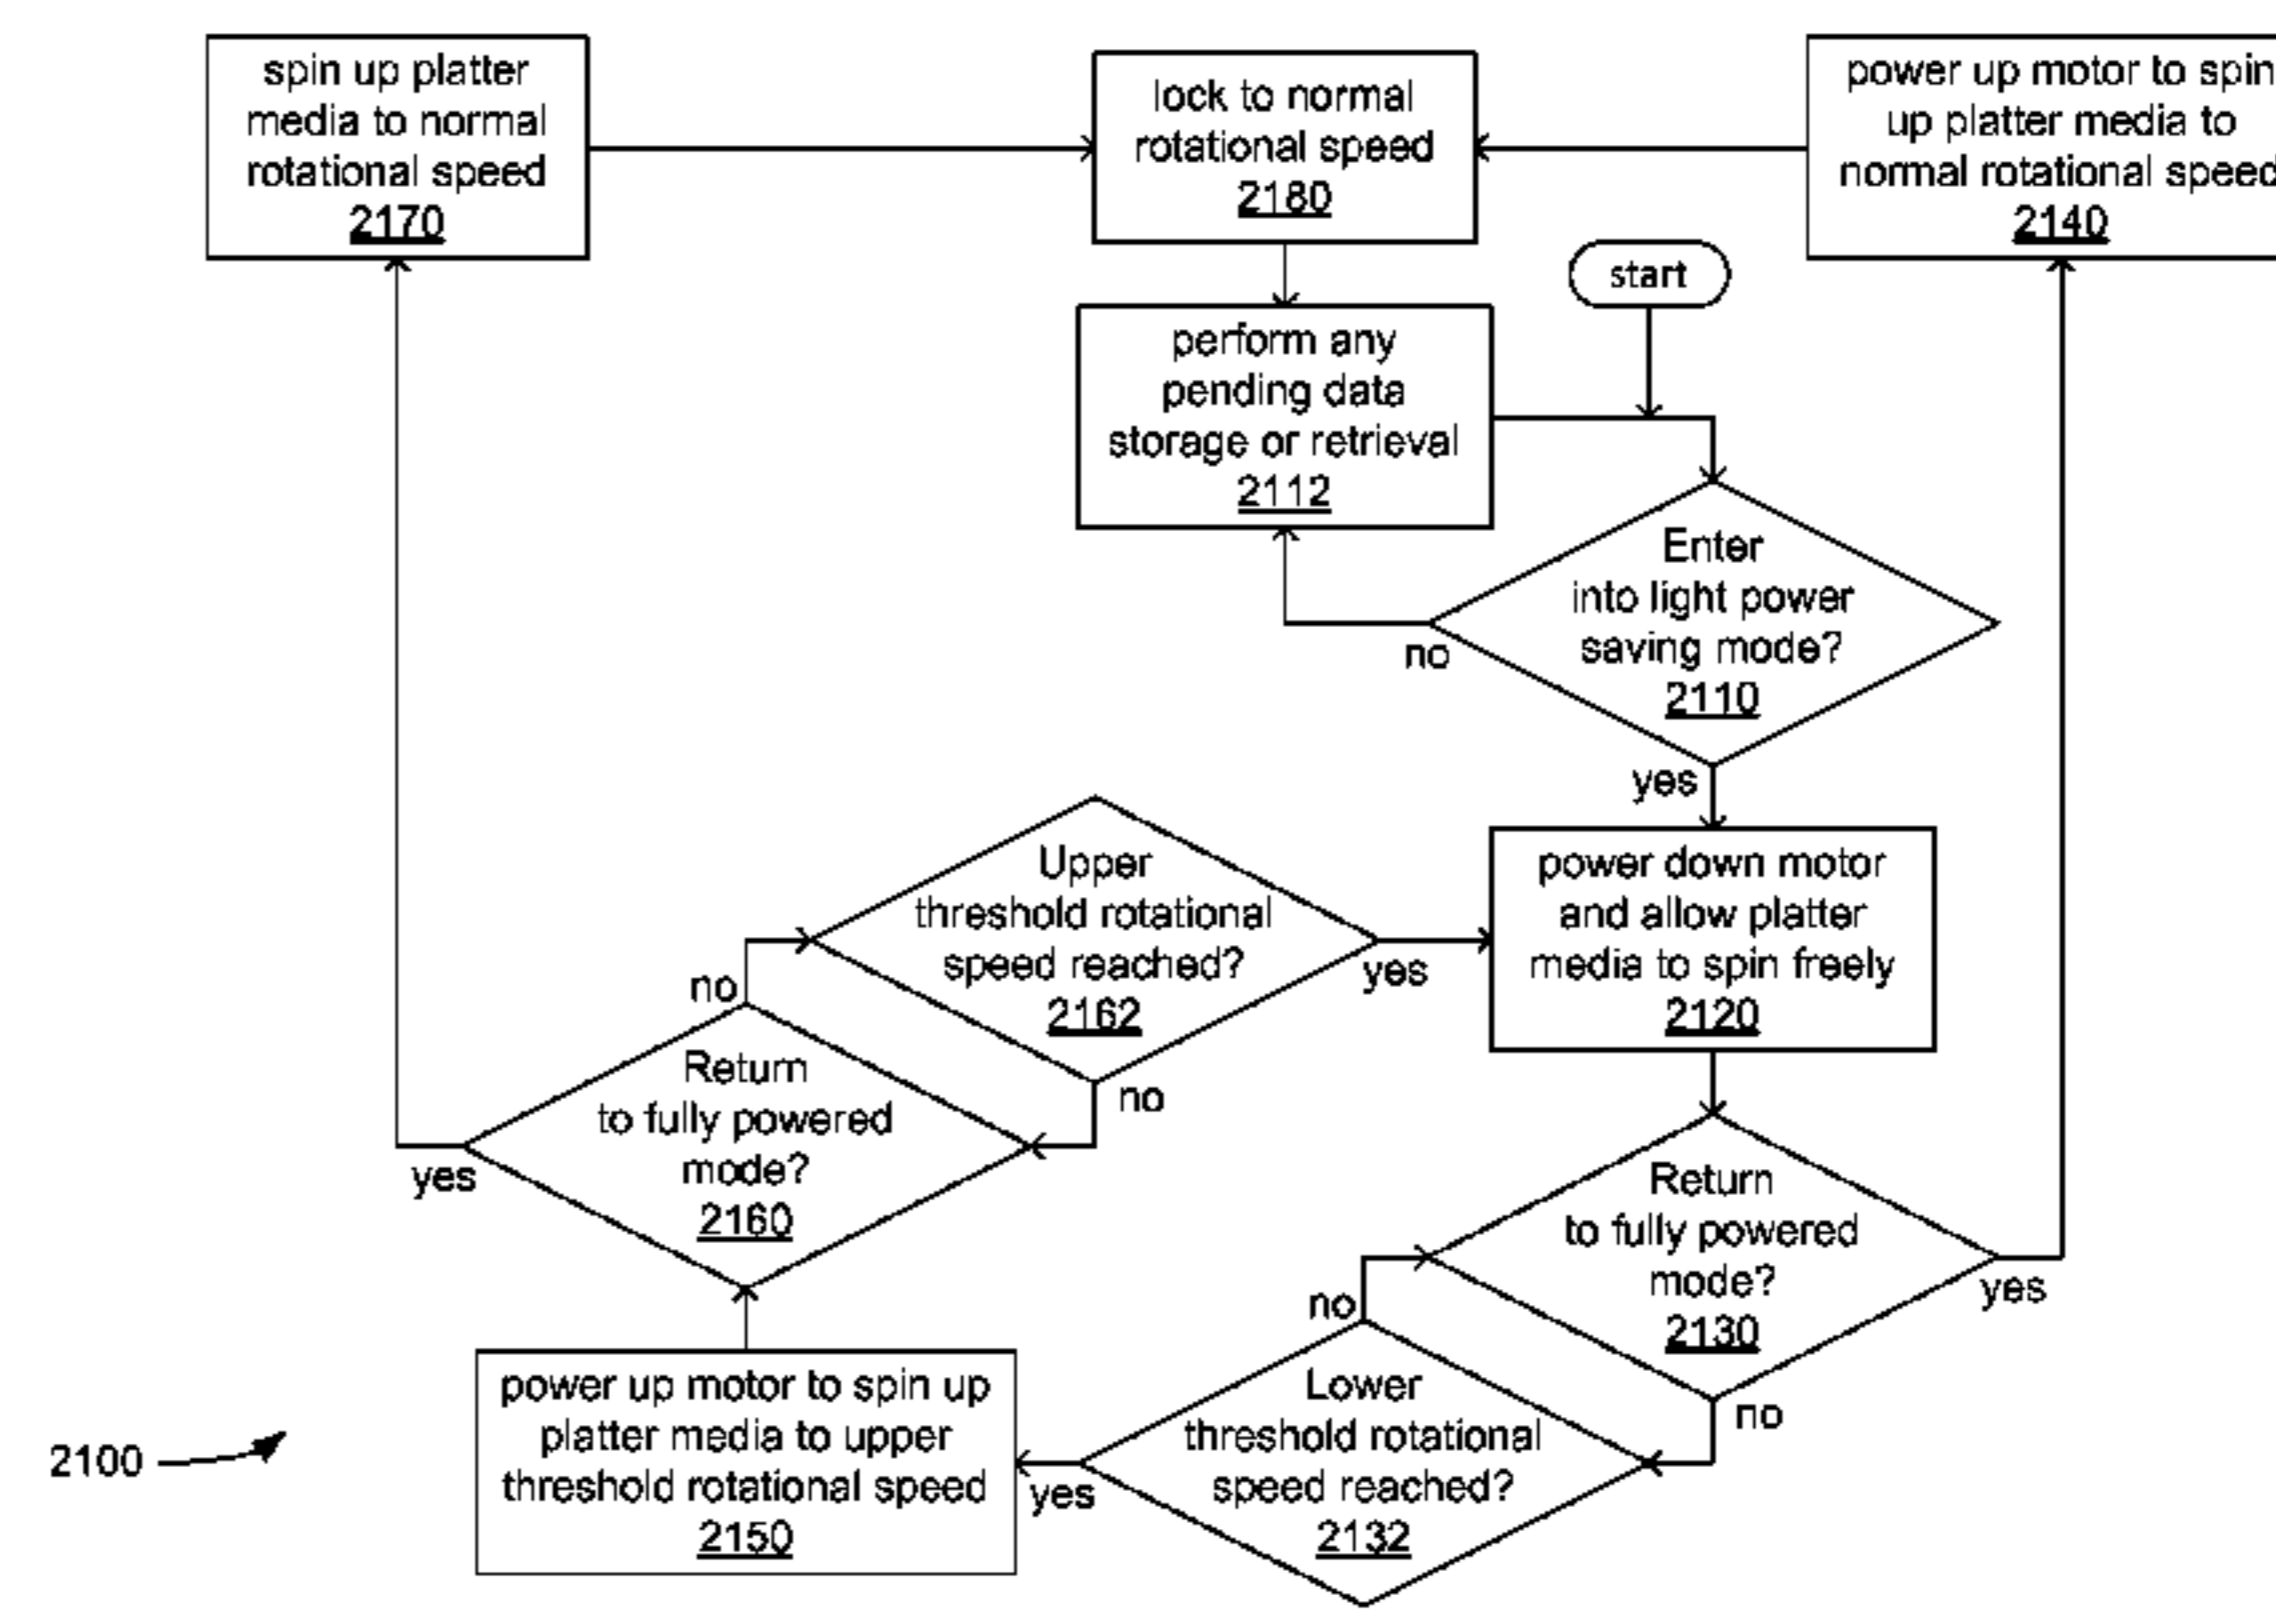 spin up platter
media to normal
rotational speed
2170
lock to normal
rotational speed
2180
power up motor to spin
up platter media to
normal rotational speed
2140
start
perform any
pending data
storage or retrieval
2112
Enter
into light power
saving mode?
2110
no
yes
Upper
threshold rotational
speed reached?
2162
yes
no
power down motor
and allow platter
media to spin freely
2120
no
Return
to fully powered
mode?
2160
yes
Return
to fully powered
mode?
2130
yes
no
no
Lower
threshold rotational
speed reached?
2132
yes
power up motor to spin up
platter media to upper
threshold rotational speed
2150
2100